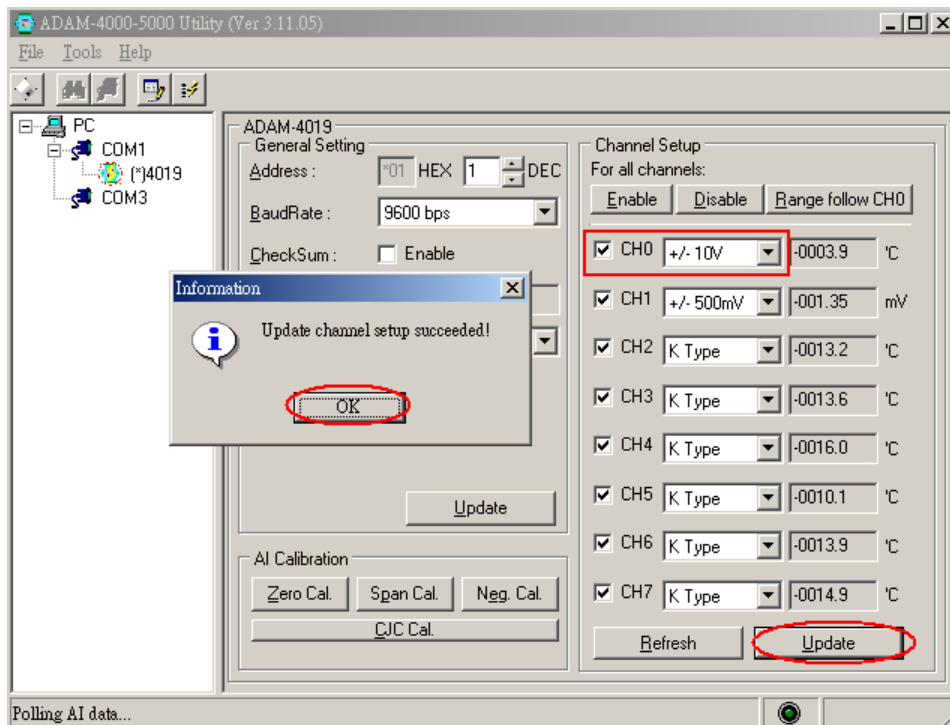 ADAM-4000-5000 Utility (Ver 3.11.05)
File Tools Help
PC
COM1
(*)4019
COM3
ADAM-4019
General Setting
Address : *01 HEX 1 DEC
BaudRate : 9600 bps
CheckSum : Enable
Information
Update channel setup succeeded!
OK
Update
AI Calibration
Zero Cal. Span Cal. Neg. Cal.
CJC Cal.
Channel Setup
For all channels:
Enable Disable Range follow CH0
CH0 +/- 10V -0003.9 'C
CH1 +/- 500mV -001.35 mV
CH2 K Type -0013.2 'C
CH3 K Type -0013.6 'C
CH4 K Type -0016.0 'C
CH5 K Type -0010.1 'C
CH6 K Type -0013.9 'C
CH7 K Type -0014.9 'C
Refresh Update
Polling AI data...